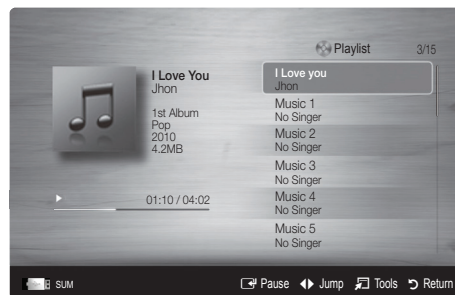 Playlist 3/15
I Love You
Jhon
1st Album
Pop
2010
4.2MB
01:10 / 04:02
I Love you
Jhon
Music 1
No Singer
Music 2
No Singer
Music 3
No Singer
Music 4
No Singer
Music 5
No Singer
SUM Pause Jump Tools Return